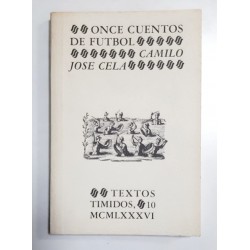 ONCE CUENTOS
DE FUTBOL
CAMILO
JOSE CELA
TEXTOS
TIMIDOS, 10
MCMLXXXVI